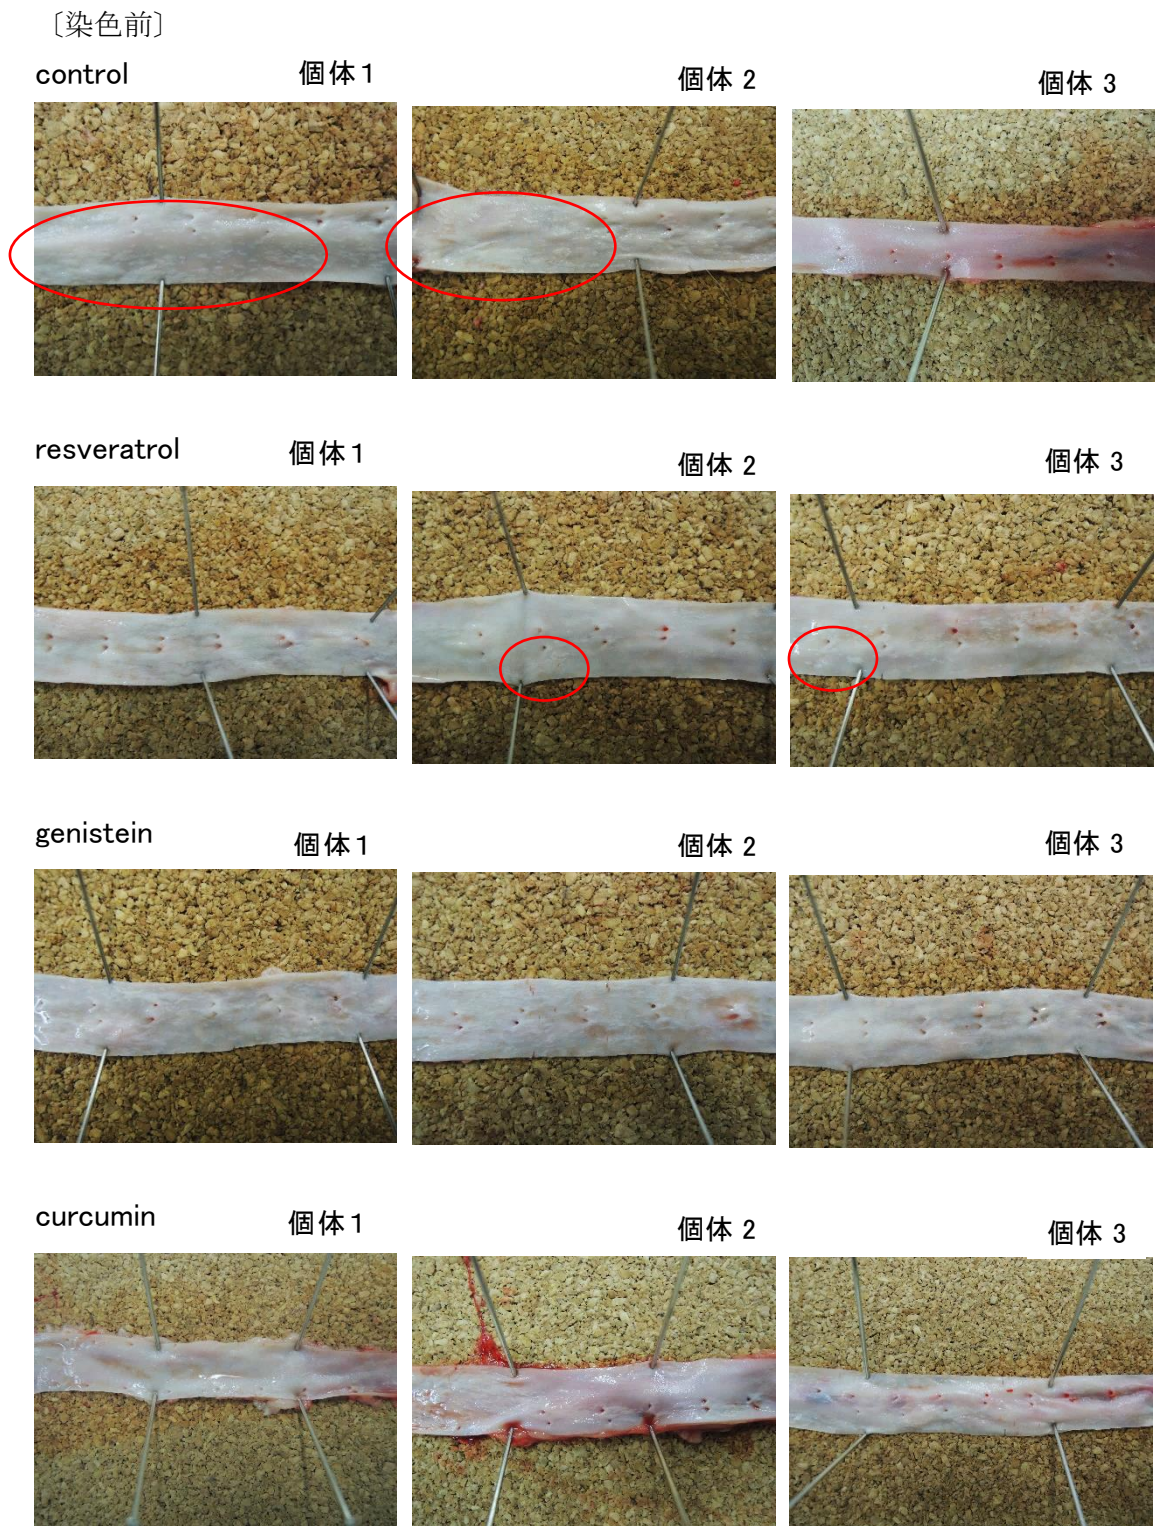 〔染色前〕
control 個体１ 個体 2 個体 3
resveratrol 個体１ 個体 2 個体 3
genistein 個体１ 個体 2 個体 3
curcumin 個体１ 個体 2 個体 3